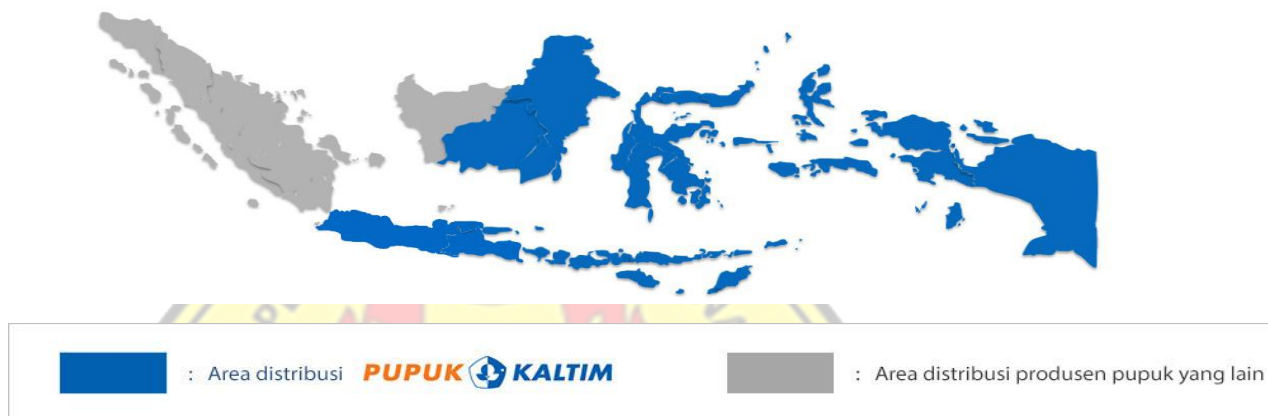 : Area distribusi PUPUK KALTIM
: Area distribusi produsen pupuk yang lain